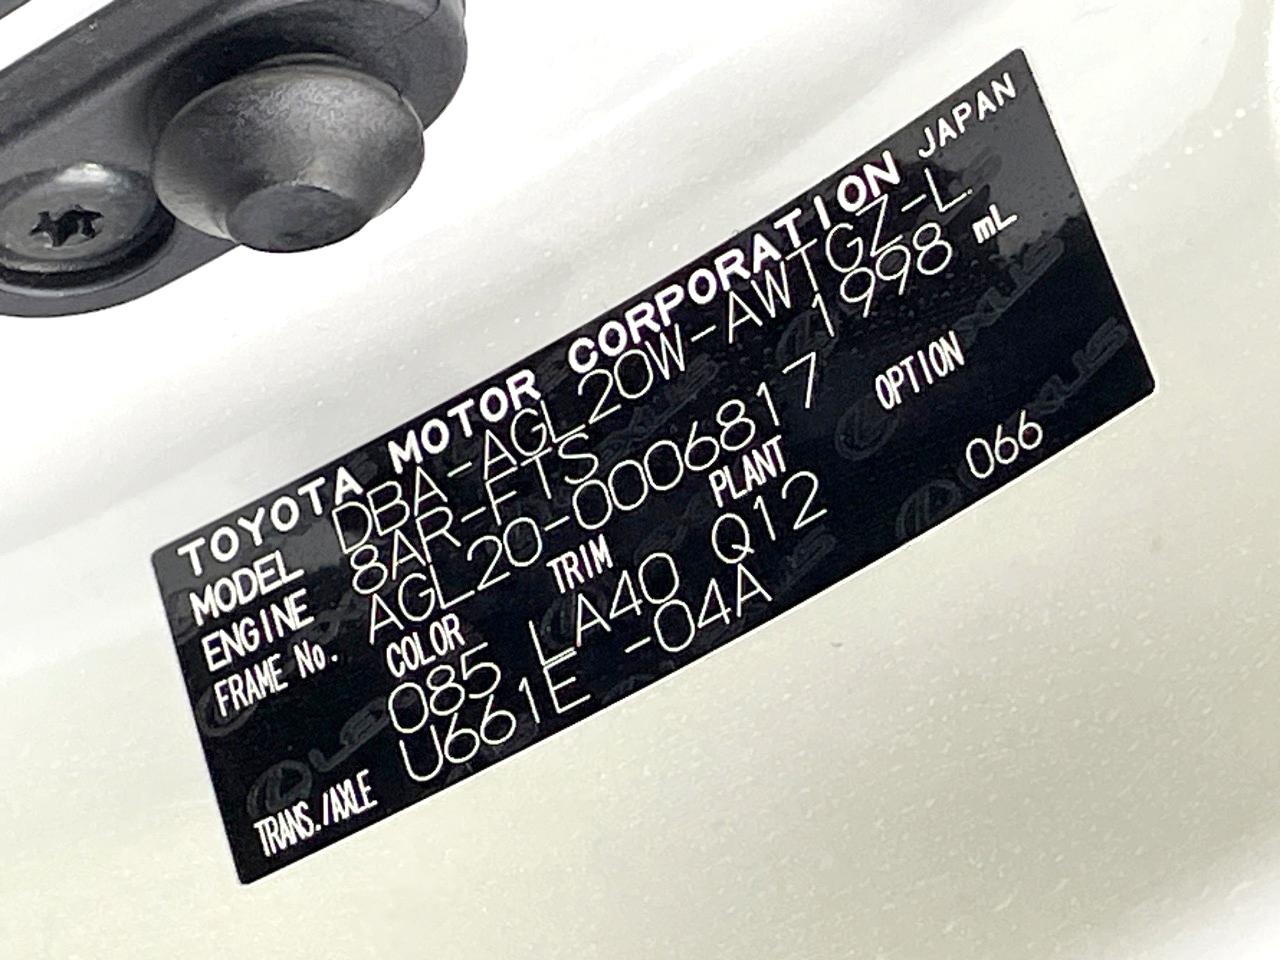 TOYOTA MOTOR CORPORATION JAPAN
MODEL DBA-AGL20W-AWTGZ-L
ENGINE 8AR-FTS 1998 mL
FRAME No. AGL20-0006817
COLOR TRIM PLANT OPTION
085 LA40 Q12 066
TRANS./AXLE U661E -04A